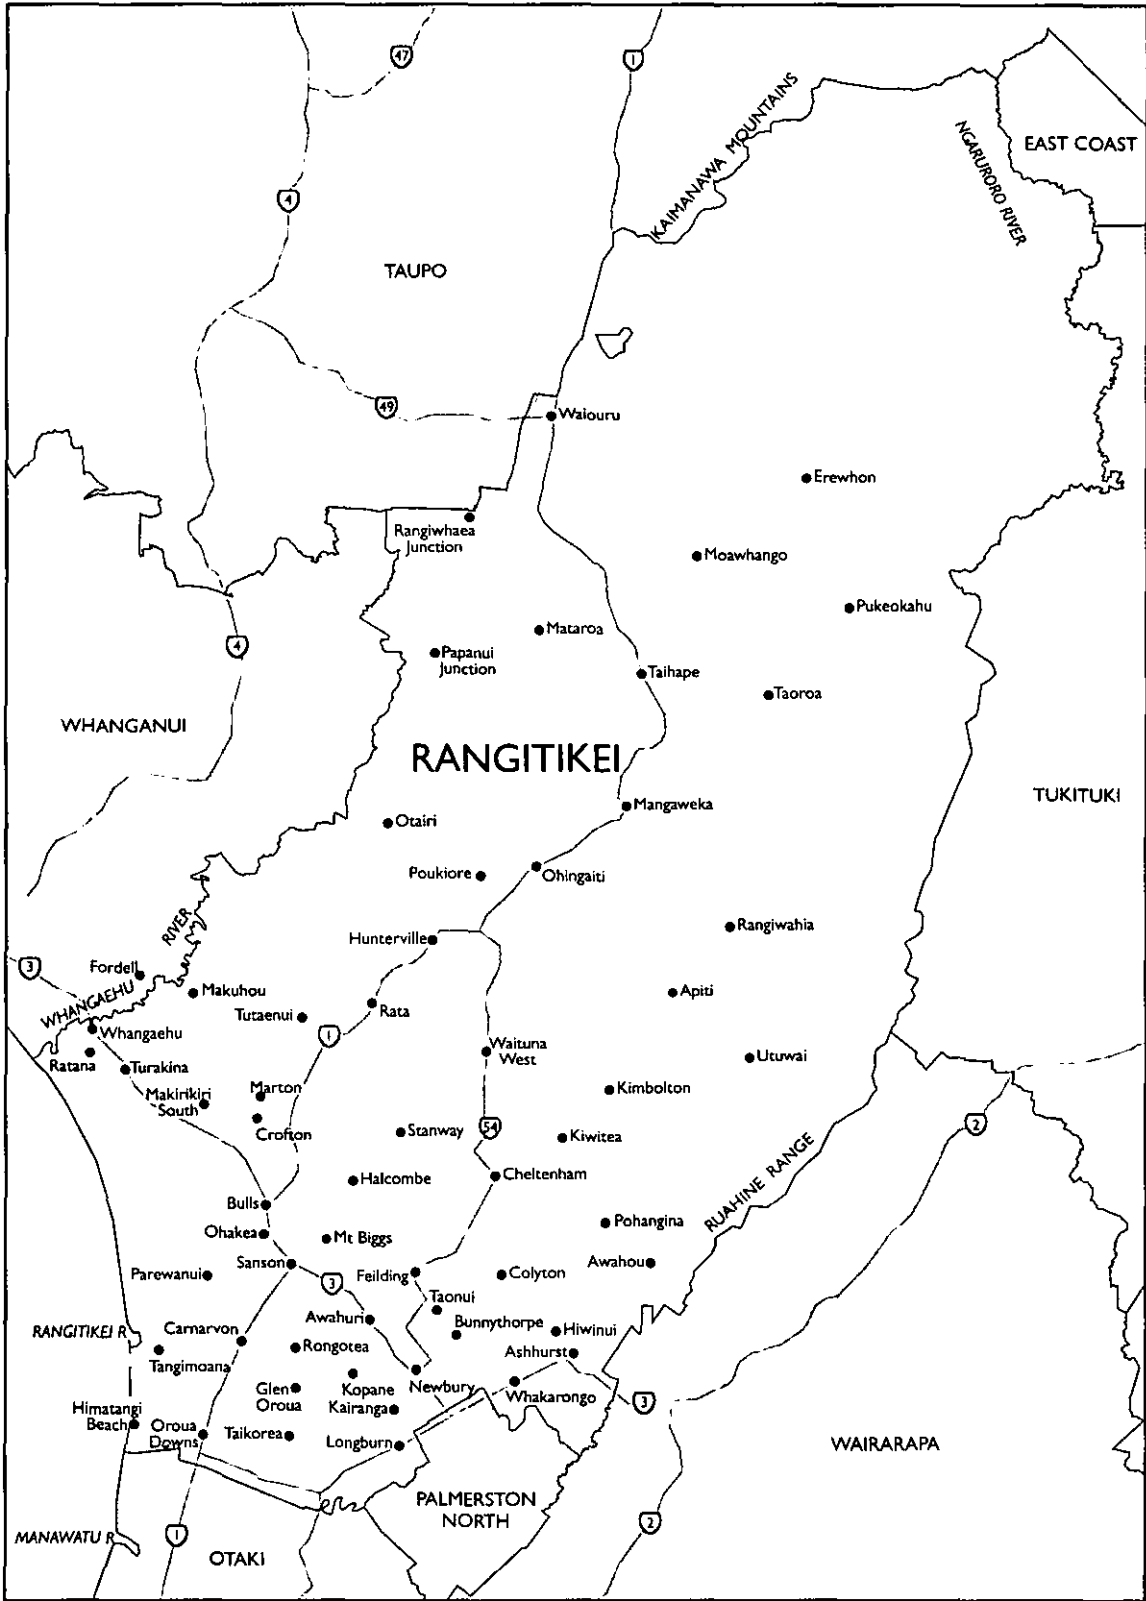 47
1
KAIMANAWA MOUNTAINS
NGARURORO RIVER
EAST COAST
4
TAUPO
49
Waiouru
Erewhon
Rangiwhaea
Junction
Moawhango
Pukeokahu
4
Mataroa
Papanui
Junction
Taihape
Taoroa
WHANGANUI
RANGITIKEI
TUKITUKI
Mangaweka
Otairi
Poukiore
Ohingaiti
Rangiwahia
Hunterville
3
Fordell
WHANGAEHU RIVER
Makuhou
Apiti
Tutaenui
Rata
Whangaehu
1
Ratana
Turakina
Waituna
West
Utuwai
Makirikiri
South
Marton
Kimbolton
Crofton
Stanway
54
Kiwitea
2
Halcombe
Cheltenham
RUAHINE RANGE
Bulls
Pohangina
Ohakea
Mt Biggs
Sanson
Awahou
Parewanui
3
Feilding
Colyton
Taonui
Awahuri
Bunnythorpe
Hiwinui
RANGITIKEI R
Carnarvon
Rongotea
Ashhurst
Tangimoana
Glen
Oroua
Kopane
Newbury
Whakarongo
3
Himatangi
Beach
Kairanga
Oroua
Downs
Taikorea
Longburn
WAIRARAPA
PALMERSTON
NORTH
MANAWATU R
1
OTAKI
2